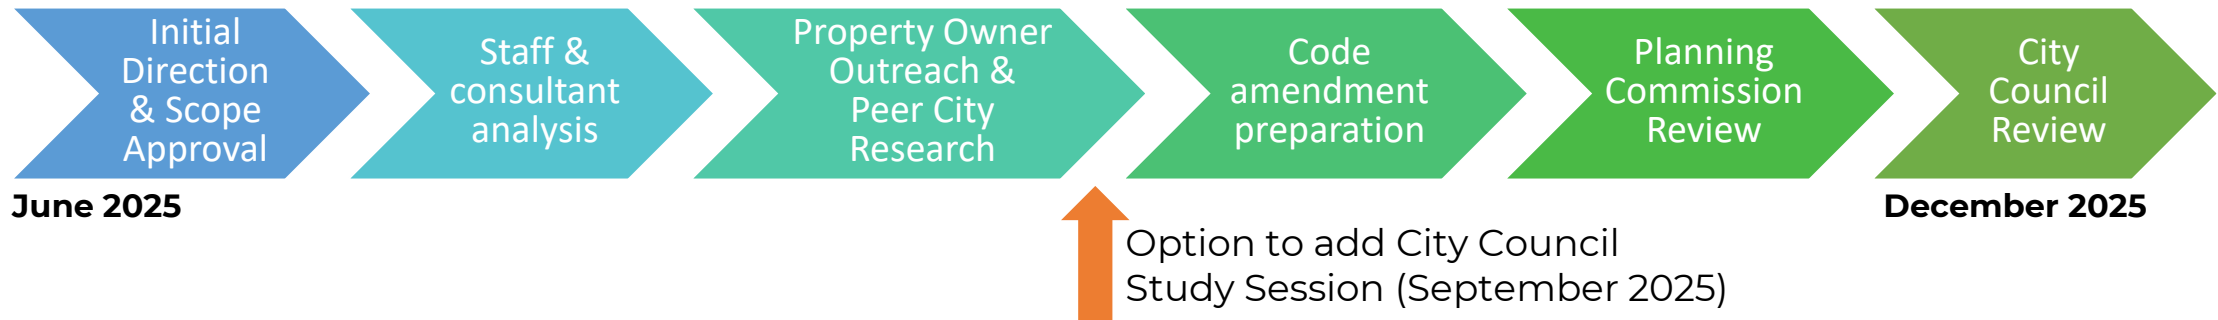 Initial
Direction
& Scope
Approval
Staff &
consultant
analysis
Property Owner
Outreach &
Peer City
Research
Code
amendment
preparation
Planning
Commission
Review
City
Council
Review
June 2025
December 2025
Option to add City Council
Study Session (September 2025)